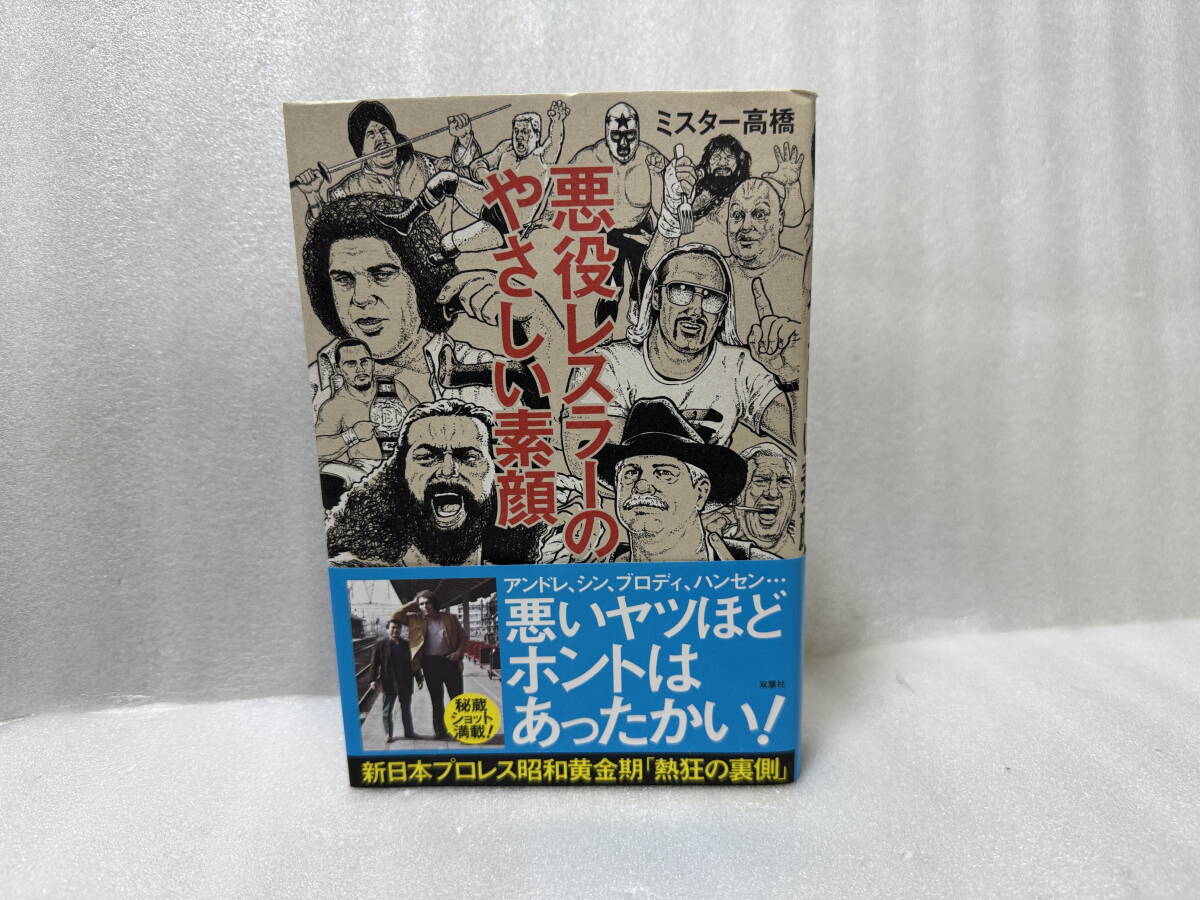 ミスター高橋
悪役レスラーの
やさしい素顔
アンドレ、シン、ブロディ、ハンセン…
悪いヤツほど
ホントは
あったかい!
双葉社
秘蔵
ショット
満載!
新日本プロレス昭和黄金期「熱狂の裏側」